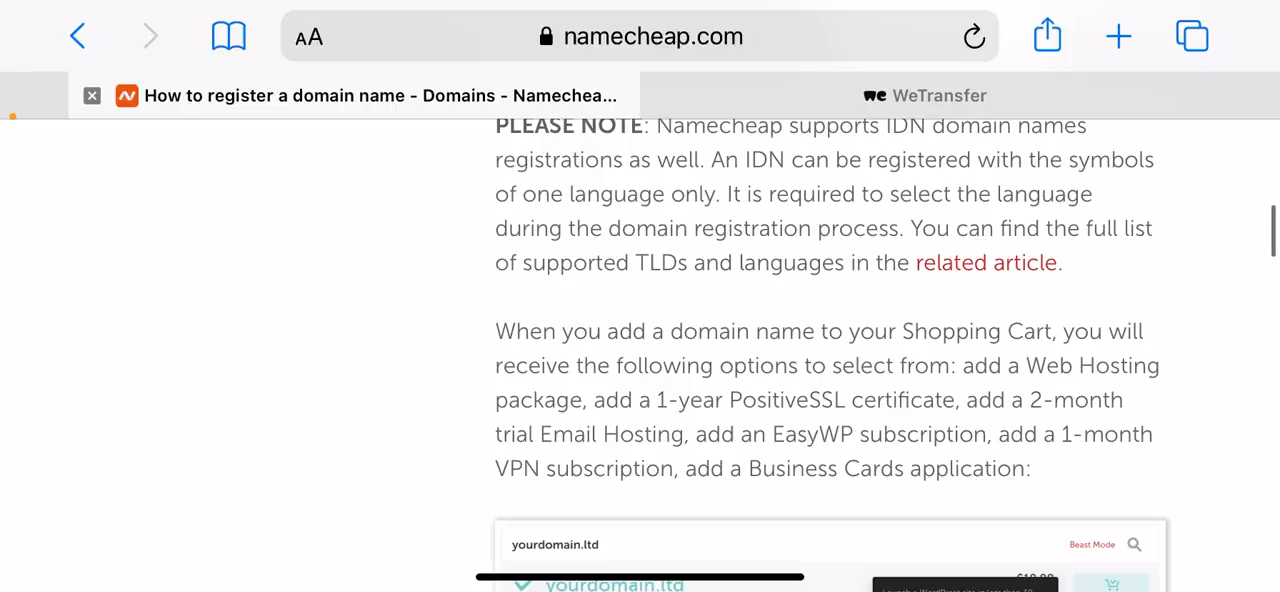 AA namecheap.com
How to register a domain name - Domains - Namechea... WeTransfer
PLEASE NOTE: Namecheap supports IDN domain names
registrations as well. An IDN can be registered with the symbols
of one language only. It is required to select the language
during the domain registration process. You can find the full list
of supported TLDs and languages in the related article.
When you add a domain name to your Shopping Cart, you will
receive the following options to select from: add a Web Hosting
package, add a 1-year PositiveSSL certificate, add a 2-month
trial Email Hosting, add an EasyWP subscription, add a 1-month
VPN subscription, add a Business Cards application:
yourdomain.ltd Beast Mode
yourdomain.ltd